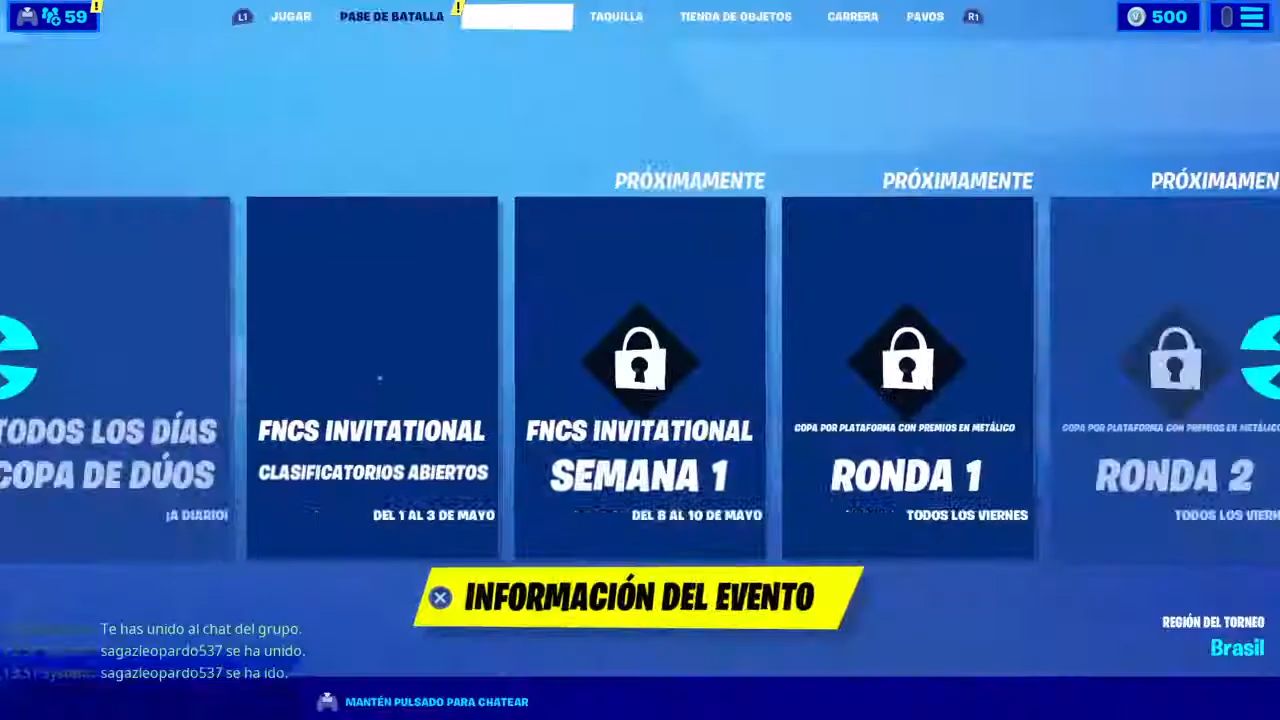 59
!
L1
JUGAR
PASE DE BATALLA
!
TAQUILLA
TIENDA DE OBJETOS
CARRERA
PAVOS
R1
500
PRÓXIMAMENTE
PRÓXIMAMENTE
PRÓXIMAMEN
TODOS LOS DÍAS
COPA DE DÚOS
¡A DIARIO!
FNCS INVITATIONAL
CLASIFICATORIOS ABIERTOS
DEL 1 AL 3 DE MAYO
FNCS INVITATIONAL
SEMANA 1
DEL 8 AL 10 DE MAYO
COPA POR PLATAFORMA CON PREMIOS EN METÁLICO
RONDA 1
TODOS LOS VIERNES
COPA POR PLATAFORMA CON PREMIOS EN METÁLICO
RONDA 2
TODOS LOS VIERN
INFORMACIÓN DEL EVENTO
Te has unido al chat del grupo.
sagazleopardo537 se ha unido.
sagazleopardo537 se ha ido.
REGIÓN DEL TORNEO
Brasil
MANTÉN PULSADO PARA CHATEAR